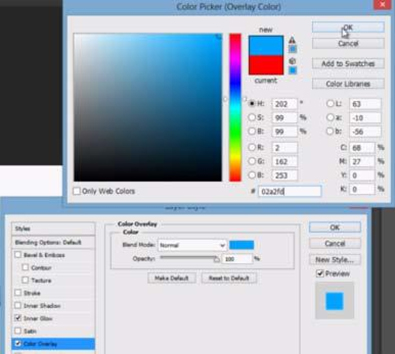 Color Picker (Overlay Color)
new
current
OK
Cancel
Add to Swatches
Color Libraries
H: 202 °
S: 99 %
B: 99 %
R: 2
G: 162
B: 253
L: 63
a: -10
b: -56
C: 68 %
M: 27 %
Y: 0 %
K: 0 %
# 02a2fd
Only Web Colors
Layer Style
Styles
Blending Options: Default
Bevel & Emboss
Contour
Texture
Stroke
Inner Shadow
Inner Glow
Satin
Color Overlay
Color Overlay
Color
Blend Mode: Normal
Opacity: 100 %
Make Default
Reset to Default
OK
Cancel
New Style...
Preview